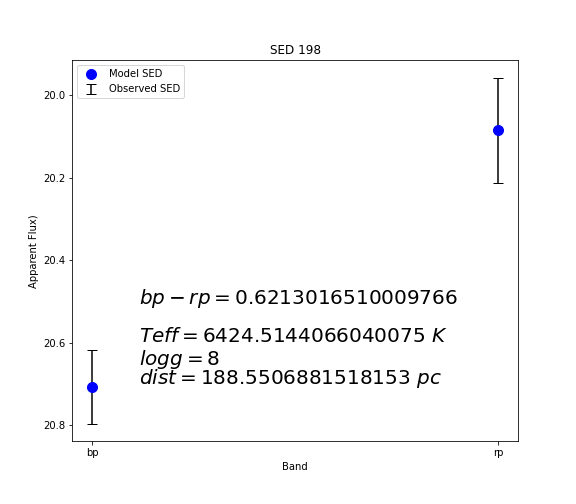 SED 198
Model SED
Observed SED
20.0
20.2
20.4
20.6
20.8
Apparent Flux)
bp − rp = 0.6213016510009766
Teff = 6424.5144066040075 K
logg = 8
dist = 188.5506881518153 pc
bp
rp
Band